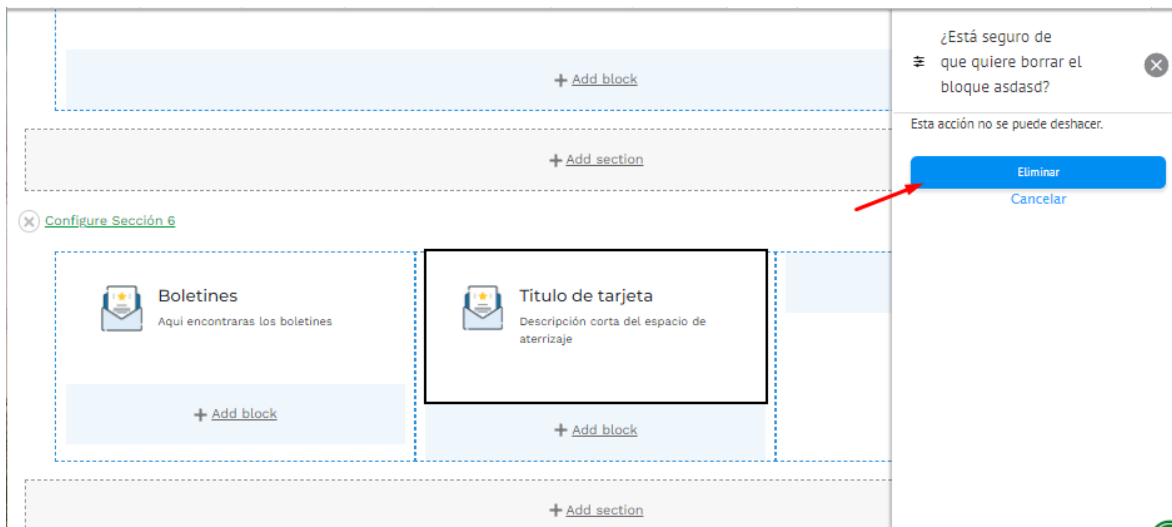 + Add block
+ Add section
Configure Sección 6
Boletines
Aqui encontraras los boletines
+ Add block
Titulo de tarjeta
Descripción corta del espacio de
aterrizaje
+ Add block
+ Add section
¿Está seguro de
que quiere borrar el
bloque asdasd?
Esta acción no se puede deshacer.
Eliminar
Cancelar